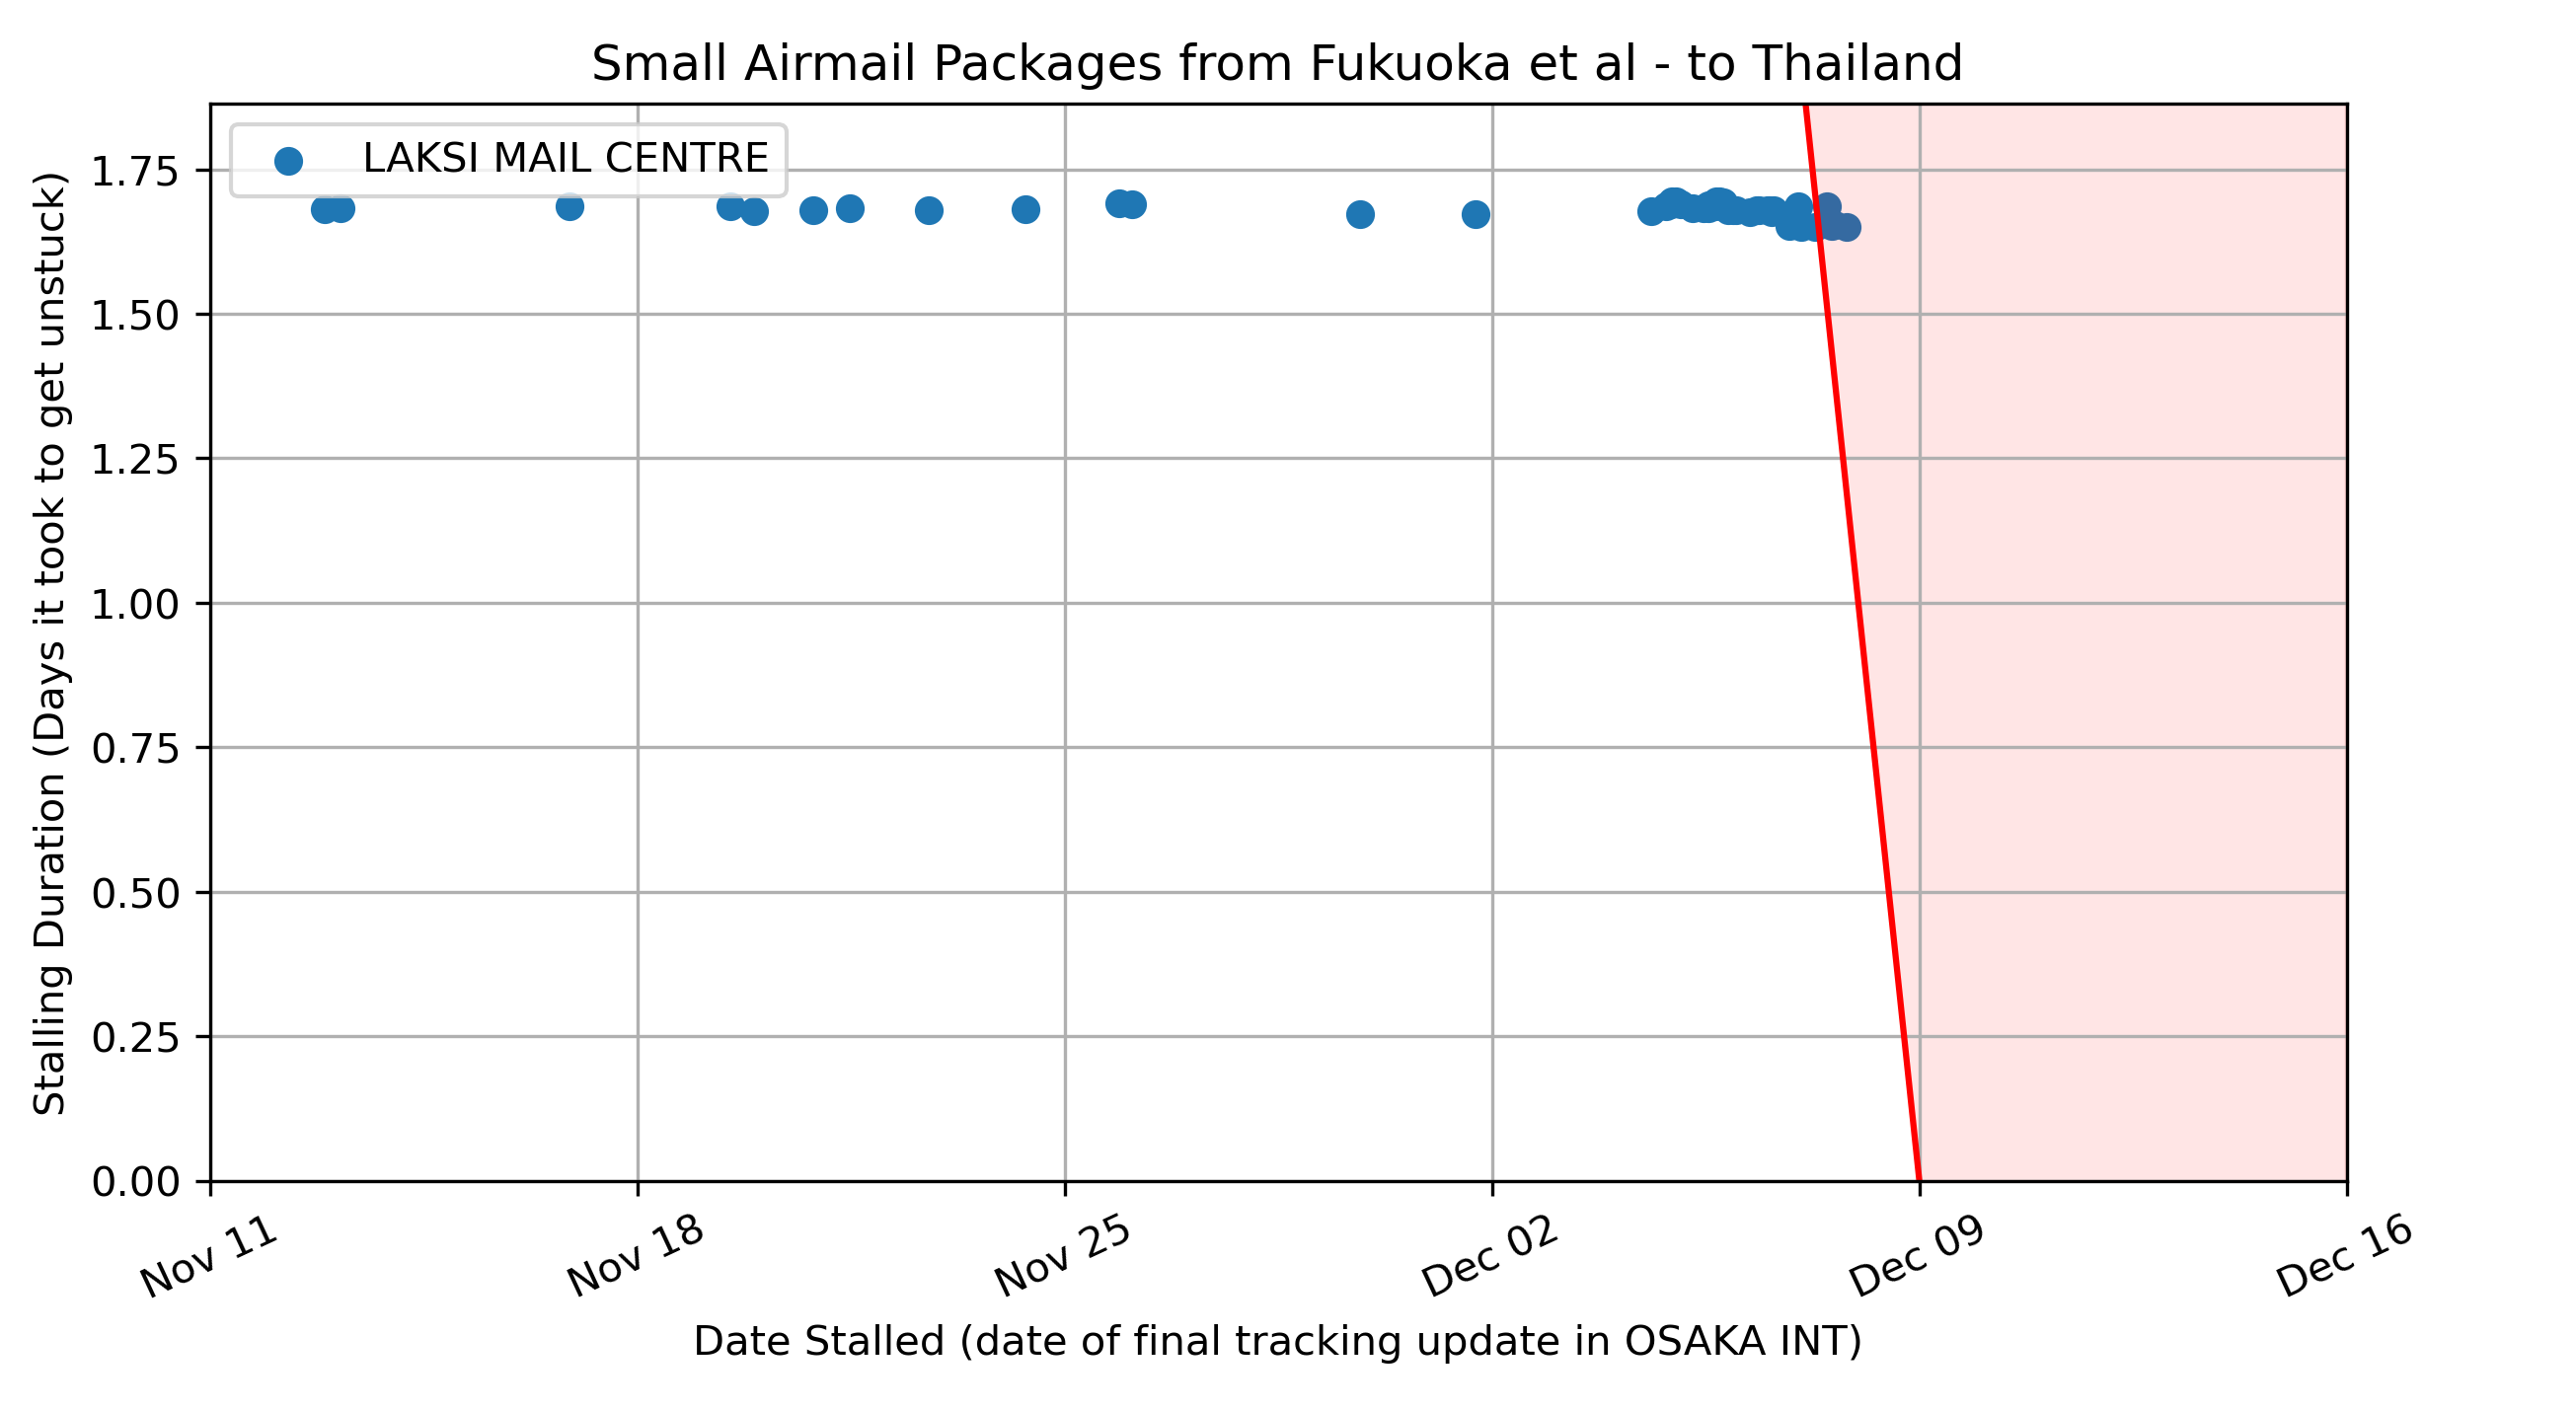 Small Airmail Packages from Fukuoka et al - to Thailand
LAKSI MAIL CENTRE
Stalling Duration (Days it took to get unstuck)
1.75
1.50
1.25
1.00
0.75
0.50
0.25
0.00
Nov 11
Nov 18
Nov 25
Dec 02
Dec 09
Dec 16
Date Stalled (date of final tracking update in OSAKA INT)